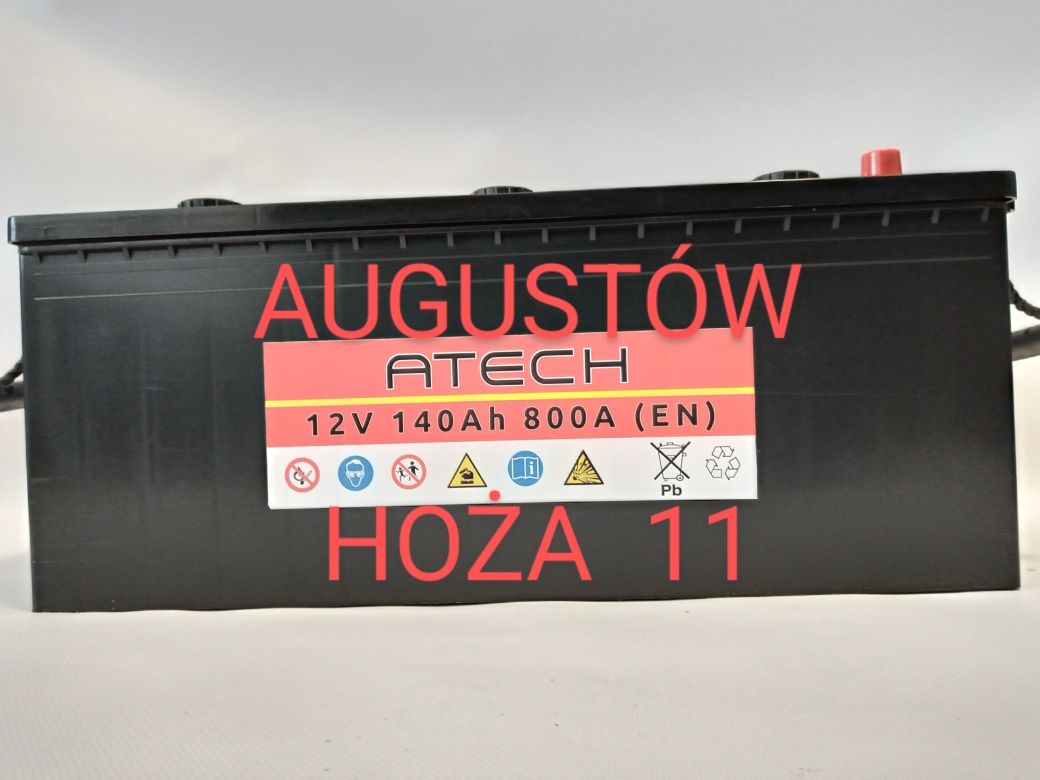 AUGUSTÓW
ATECH
12V 140Ah 800A (EN)
Pb
HOŻA 11